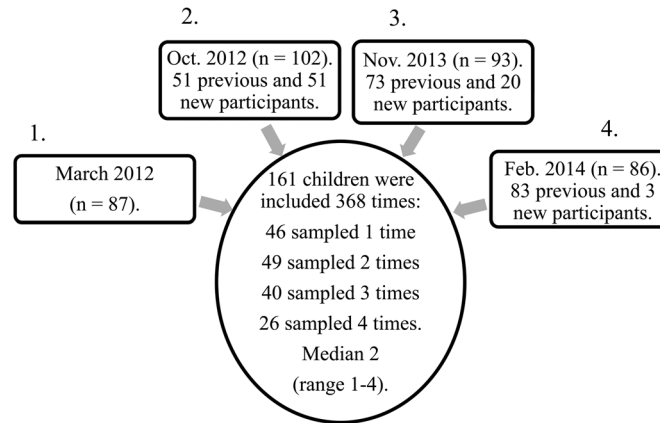 1.
March 2012
(n = 87).
2.
Oct. 2012 (n = 102).
51 previous and 51
new participants.
3.
Nov. 2013 (n = 93).
73 previous and 20
new participants.
4.
Feb. 2014 (n = 86).
83 previous and 3
new participants.
161 children were
included 368 times:
46 sampled 1 time
49 sampled 2 times
40 sampled 3 times
26 sampled 4 times.
Median 2
(range 1-4).